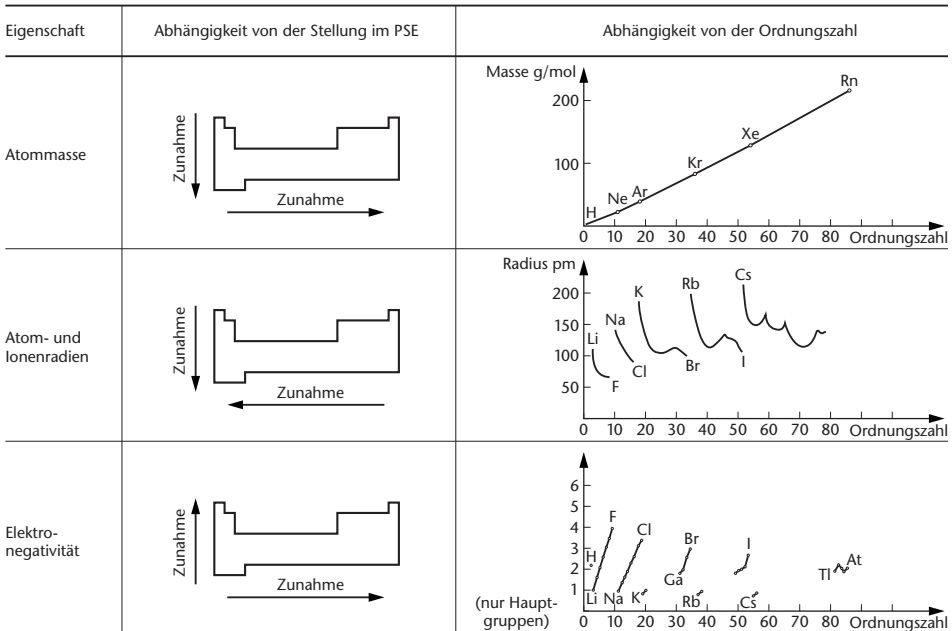 Eigenschaft
Abhängigkeit von der Stellung im PSE
Abhängigkeit von der Ordnungszahl
Atommasse
Zunahme
Zunahme
Masse g/mol
200
100
H
Ne
Ar
Kr
Xe
Rn
0 10 20 30 40 50 60 70 80 Ordnungszahl
Atom- und
Ionenradien
Zunahme
Zunahme
Radius pm
200
150
100
50
Li
F
Na
Cl
K
Br
Rb
I
Cs
0 10 20 30 40 50 60 70 80 Ordnungszahl
Elektro-
negativität
Zunahme
Zunahme
6
5
4
3
2
1
H
Li
F
Na
Cl
K
Ga
Br
Rb
I
Cs
Tl
At
(nur Haupt-
gruppen)
0 10 20 30 40 50 60 70 80 Ordnungszahl